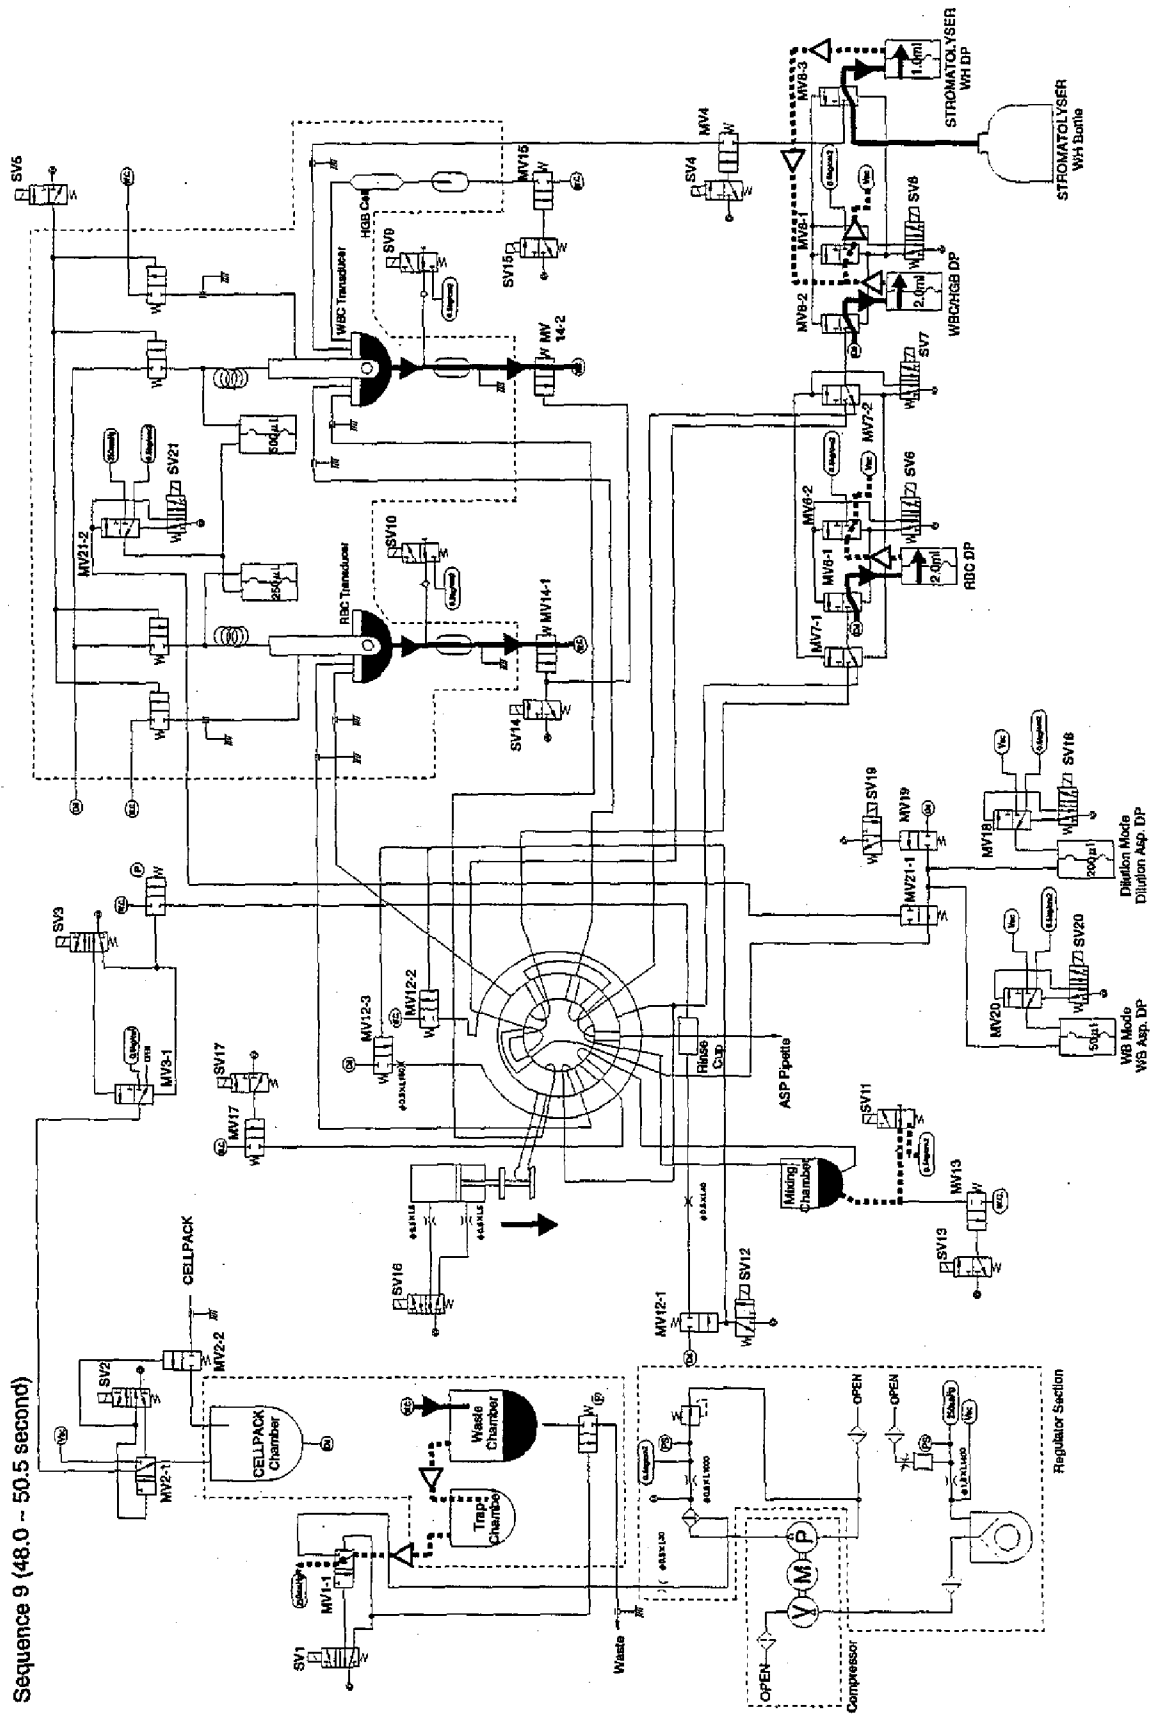 Sequence 9 (48.0 ~ 50.5 second)
SV5
SV3
SV2
MV2-1
MV2-2
CELLPACK
CELLPACK
Chamber
SV1
MV1-1
Trap
Chamber
Waste
Chamber
Waste
OPEN
Compressor
V
M
P
OPEN
OPEN
Regulator Section
MV3-1
SV17
MV17
SV16
MV12-3
MV12-2
MV12-1
SV12
Mixing
Chamber
SV11
MV13
SV13
Rinse
Cup
ASP Pipette
MV21-2
SV21
250µL
500µL
RBC Transducer
WBC Transducer
HGB Cell
SV10
SV9
SV14
MV14-1
MV
14-2
SV15
MV15
SV4
MV4
MV7-1
MV6-1
MV6-2
SV6
2.0ml
RBC DP
MV7-2
SV7
MV8-2
MV8-1
SV8
2.0ml
WBC/HGB DP
MV8-3
1.0ml
STROMATOLYSER
WH DP
STROMATOLYSER
WH Bottle
SV19
MV19
MV21-1
MV18
SV18
200µl
Dilution Mode
Dilution Asp. DP
MV20
SV20
50µl
WB Mode
WB Asp. DP